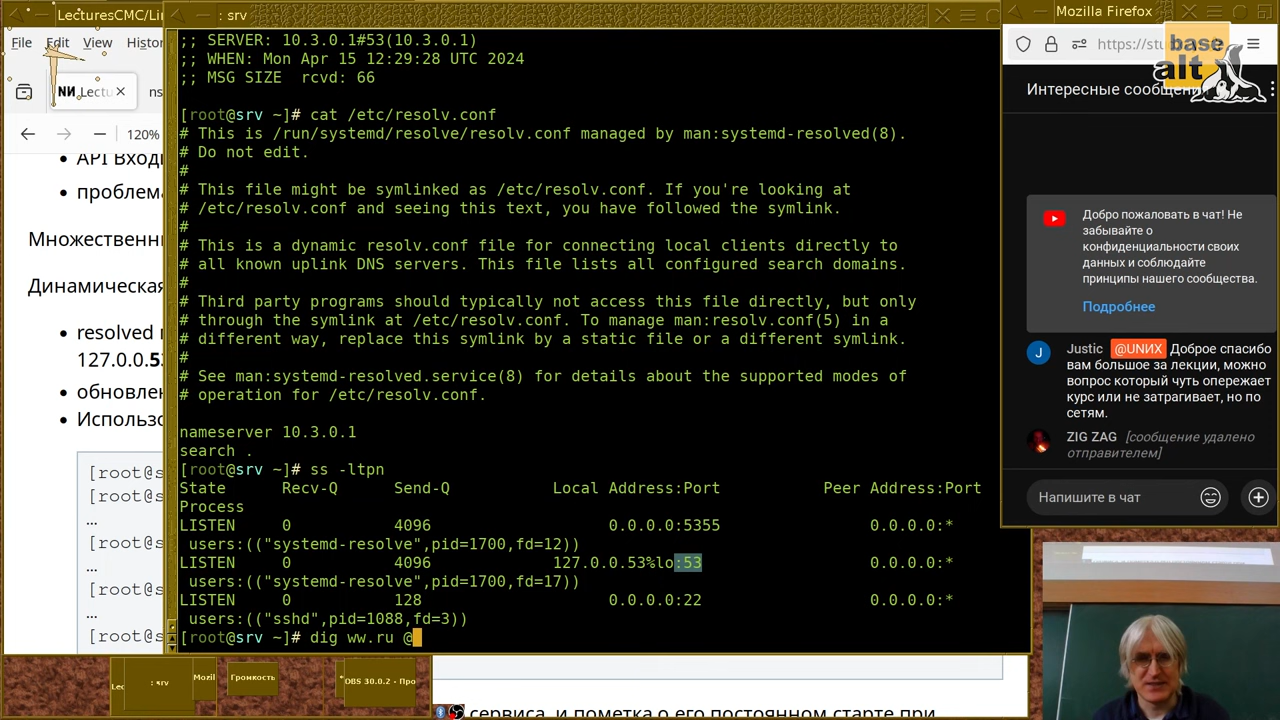 LecturesCMC/Li
: srv
Mozilla Firefox
File Edit View Histor
NИ Lectu
ns
120%
https://stu
base
alt
Интересные сообщен
API Входи
проблема
Множественн
Динамическая
resolved п
127.0.0.53
обновлен
Использо
[root@s
[root@s
…
[root@s
…
[root@s
…
[root@s
;; SERVER: 10.3.0.1#53(10.3.0.1)
;; WHEN: Mon Apr 15 12:29:28 UTC 2024
;; MSG SIZE  rcvd: 66
[root@srv ~]# cat /etc/resolv.conf
# This is /run/systemd/resolve/resolv.conf managed by man:systemd-resolved(8).
# Do not edit.
#
# This file might be symlinked as /etc/resolv.conf. If you're looking at
# /etc/resolv.conf and seeing this text, you have followed the symlink.
#
# This is a dynamic resolv.conf file for connecting local clients directly to
# all known uplink DNS servers. This file lists all configured search domains.
#
# Third party programs should typically not access this file directly, but only
# through the symlink at /etc/resolv.conf. To manage man:resolv.conf(5) in a
# different way, replace this symlink by a static file or a different symlink.
#
# See man:systemd-resolved.service(8) for details about the supported modes of
# operation for /etc/resolv.conf.
nameserver 10.3.0.1
search .
[root@srv ~]# ss -ltpn
State Recv-Q Send-Q Local Address:Port Peer Address:Port
Process
LISTEN 0 4096 0.0.0.0:5355 0.0.0.0:*
users:(("systemd-resolve",pid=1700,fd=12))
LISTEN 0 4096 127.0.0.53%lo:53 0.0.0.0:*
users:(("systemd-resolve",pid=1700,fd=17))
LISTEN 0 128 0.0.0.0:22 0.0.0.0:*
users:(("sshd",pid=1088,fd=3))
[root@srv ~]# dig ww.ru @
Добро пожаловать в чат! Не
забывайте о
конфиденциальности своих
данных и соблюдайте
принципы нашего сообщества.
Подробнее
J
Justic @UNИX Доброе спасибо
вам большое за лекции, можно
вопрос который чуть опережает
курс или не затрагивает, но по
сетям.
ZIG ZAG [сообщение удалено
отправителем]
Напишите в чат
Lec
: srv
Mozil
Громкость
OBS 30.0.2 - Про
сервиса, и пометка о его постоянном старте при